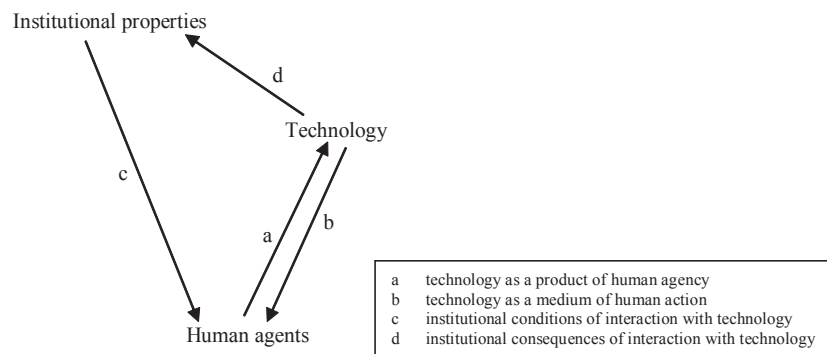 Institutional properties
d
Technology
c
a
b
Human agents
a technology as a product of human agency
b technology as a medium of human action
c institutional conditions of interaction with technology
d institutional consequences of interaction with technology